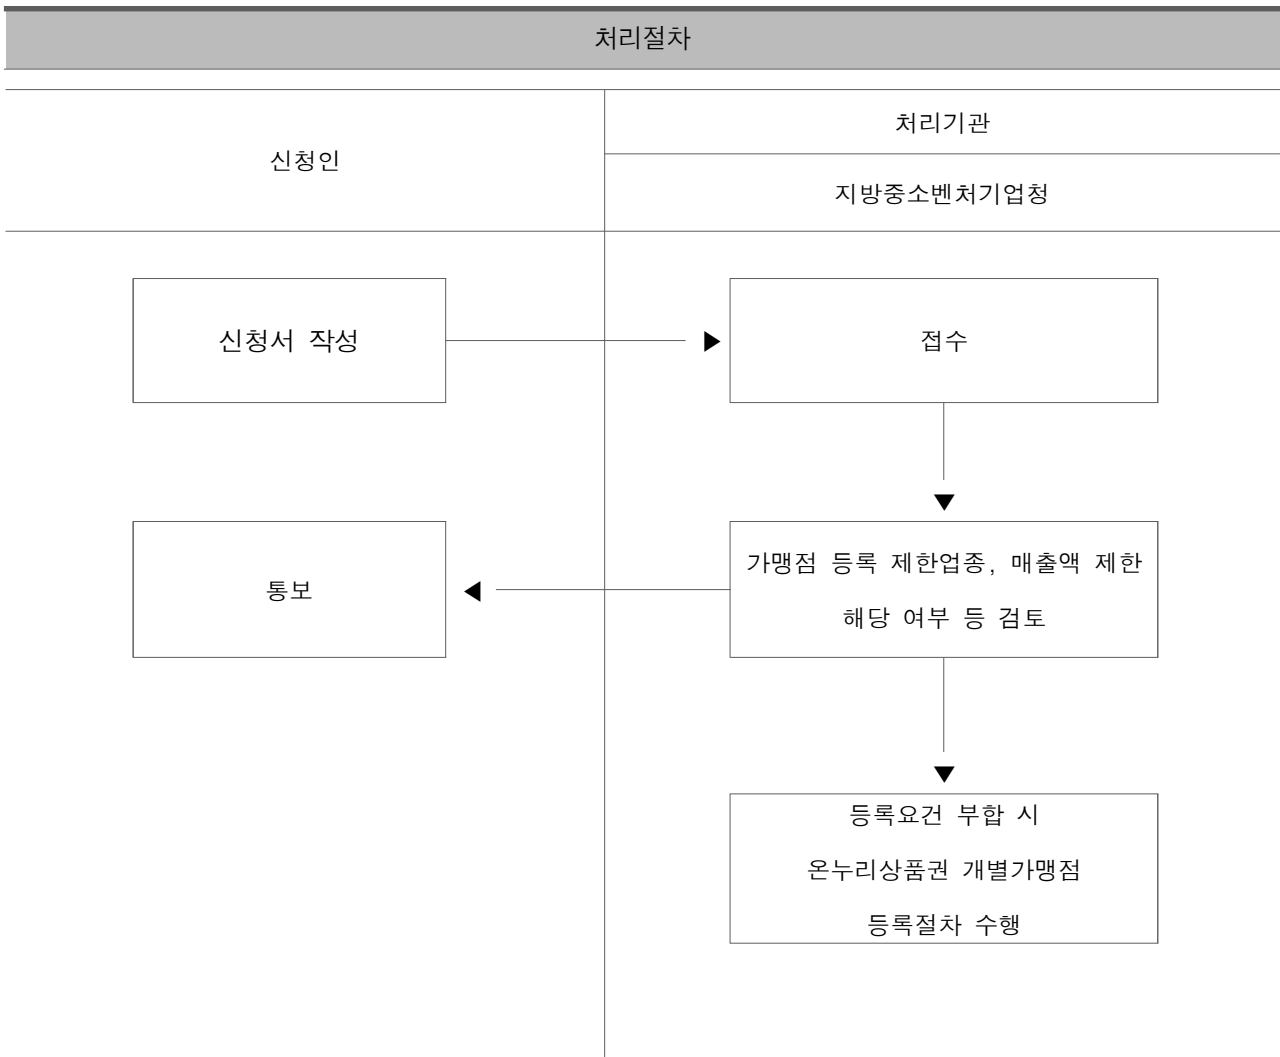 처리절차
신청인
처리기관
지방중소벤처기업청
신청서 작성
접수
통보
가맹점 등록 제한업종, 매출액 제한
해당 여부 등 검토
등록요건 부합 시
온누리상품권 개별가맹점
등록절차 수행